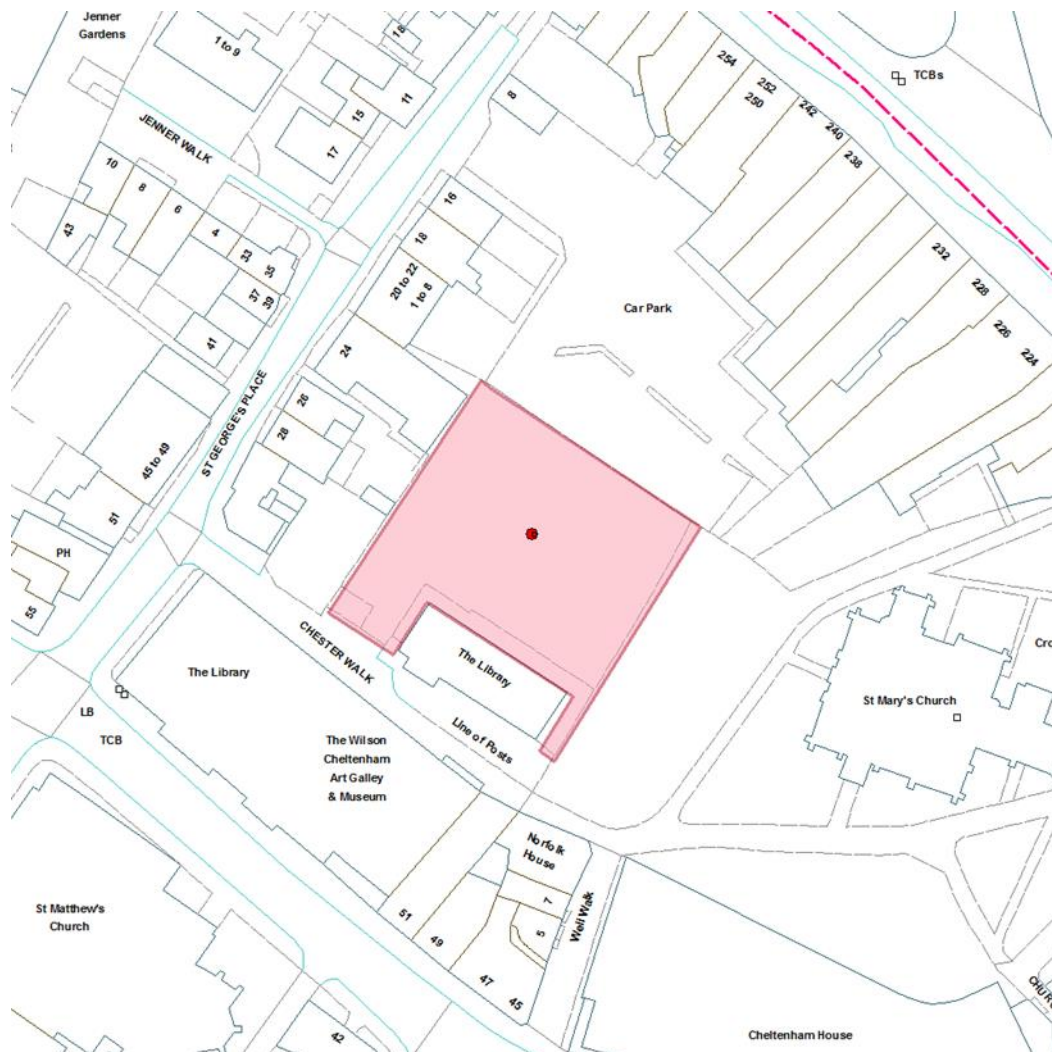 Jenner
Gardens
1 to 9
18
11
15
17
8
254
252
250
242
240
238
TCBs
JENNER WALK
10
8
6
4
33
35
37
39
43
41
16
18
20 to 22
1 to 8
24
26
28
232
228
226
224
Car Park
ST GEORGE'S PLACE
45 to 49
51
PH
55
CHESTER WALK
The Library
The Library
Line of Posts
LB
TCB
The Wilson
Cheltenham
Art Galley
& Museum
St Mary's Church
Cro
Norfolk
House
7
5
Well Walk
51
49
47
45
St Matthew's
Church
42
Cheltenham House
CHURC